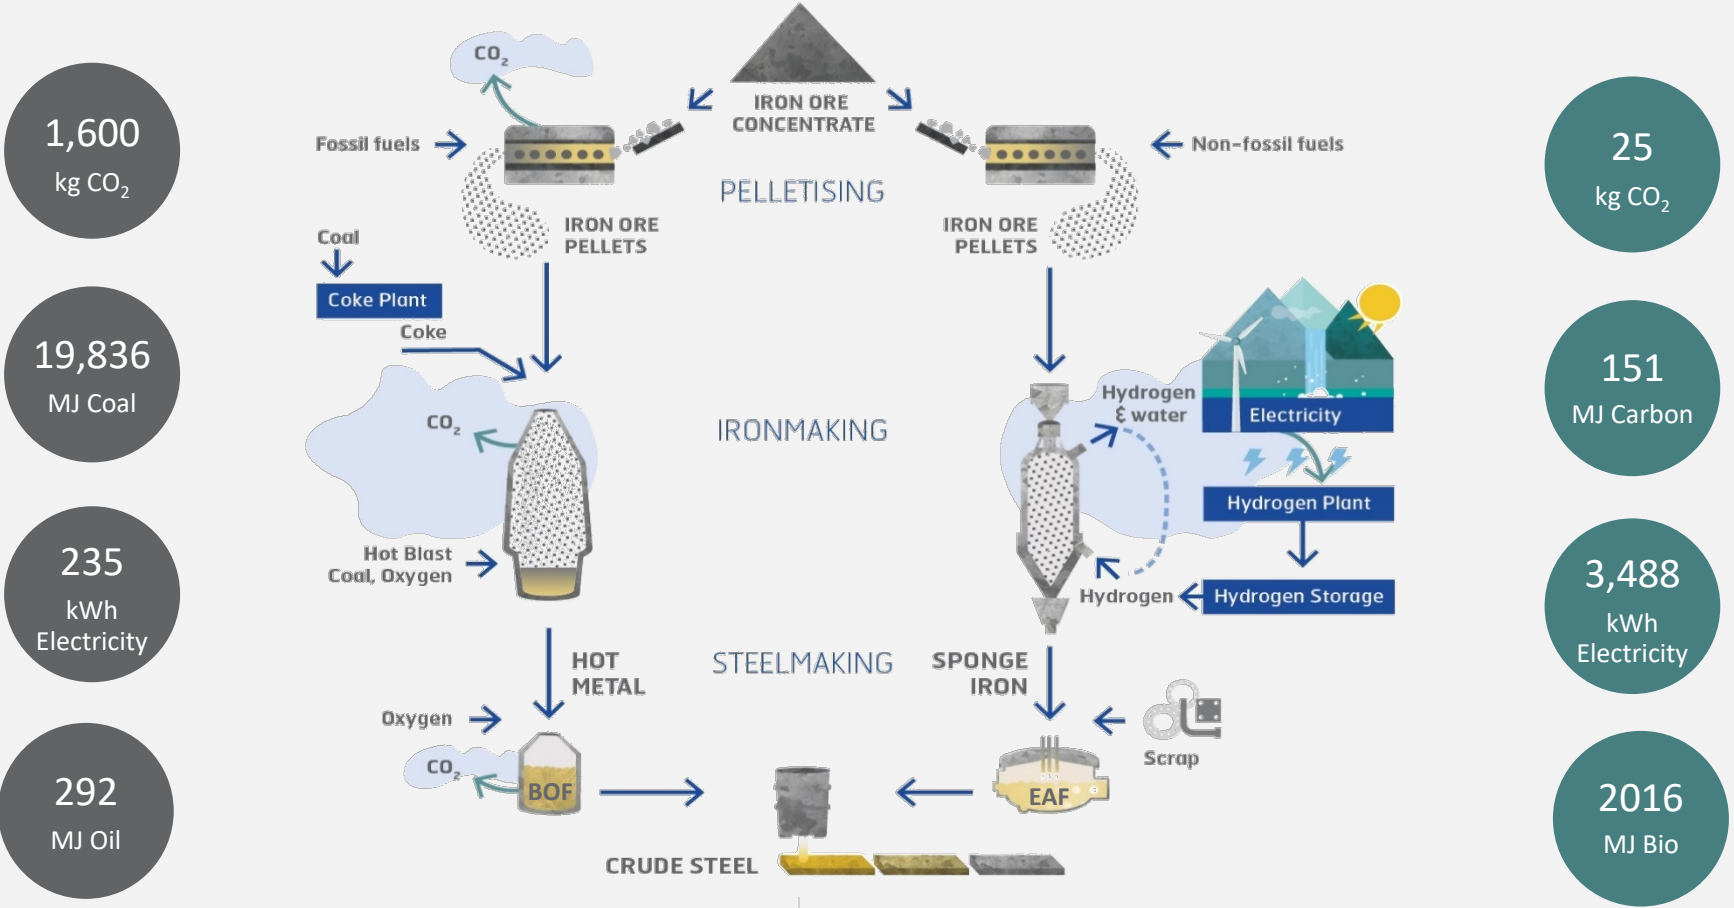 1,600
kg CO₂
19,836
MJ Coal
235
kWh
Electricity
292
MJ Oil
CO₂
Fossil fuels
IRON ORE
CONCENTRATE
Non-fossil fuels
PELLETISING
IRON ORE
PELLETS
IRON ORE
PELLETS
Coal
Coke Plant
Coke
CO₂
IRONMAKING
Hydrogen
& water
Electricity
Hydrogen Plant
Hot Blast
Coal, Oxygen
Hydrogen
Hydrogen Storage
HOT
METAL
STEELMAKING
SPONGE
IRON
Oxygen
CO₂
BOF
EAF
Scrap
CRUDE STEEL
25
kg CO₂
151
MJ Carbon
3,488
kWh
Electricity
2016
MJ Bio